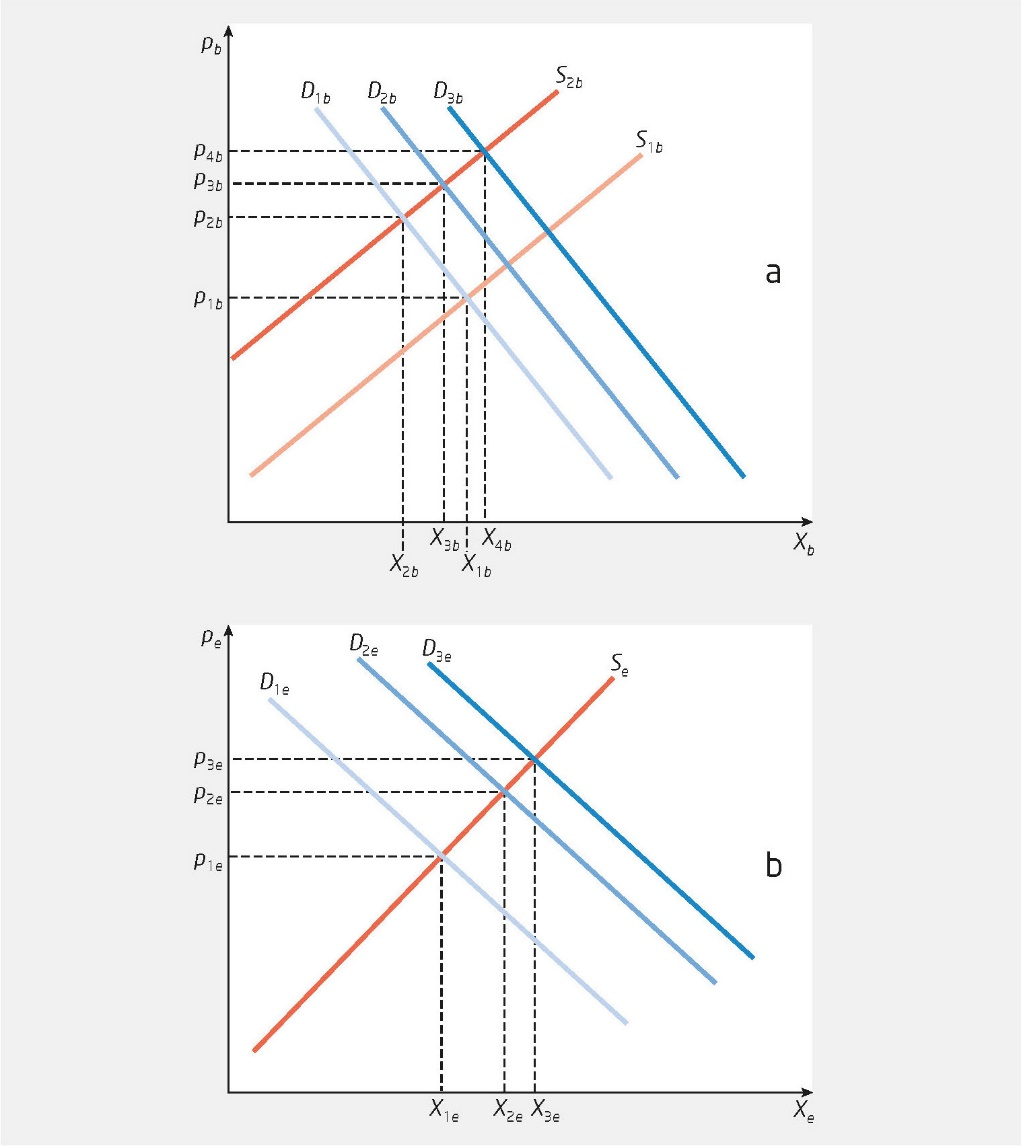 p_b
D_1b D_2b D_3b S_2b
S_1b
p_4b
p_3b
p_2b
p_1b
a
X_3b X_4b X_b
X_2b X_1b
p_e
D_1e D_2e D_3e S_e
p_3e
p_2e
p_1e
b
X_1e X_2e X_3e X_e